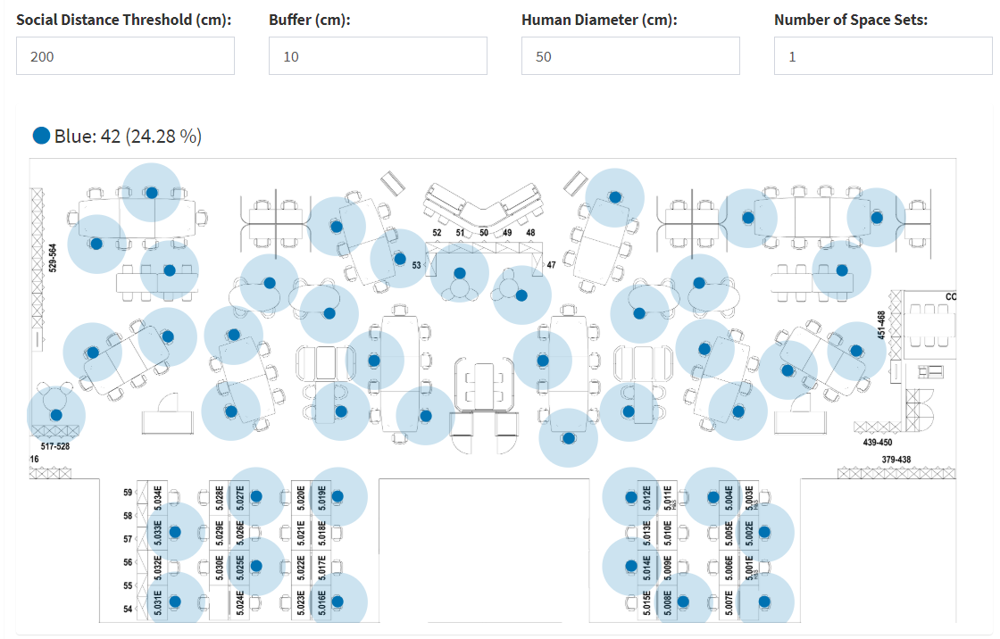 Social Distance Threshold (cm): Buffer (cm): Human Diameter (cm): Number of Space Sets:
200 10 50 1
Blue: 42 (24.28 %)
529-564
52 51 50 49 48
53
47
451-468
CC
517-528
16
439-450
379-438
59
58
57
56
55
54
5.034E
5.033E
5.032E
5.031E
5.028E
5.029E
5.030E
5.027E
5.026E
5.025E
5.024E
5.020E
5.021E
5.022E
5.023E
5.019E
5.018E
5.017E
5.016E
5.012E
5.013E
5.014E
5.015E
5.011E
H&S
5.010E
5.009E
5.008E
5.004E
5.005E
5.006E
5.007E
5.003E
H&S
5.002E
5.001E
H&S